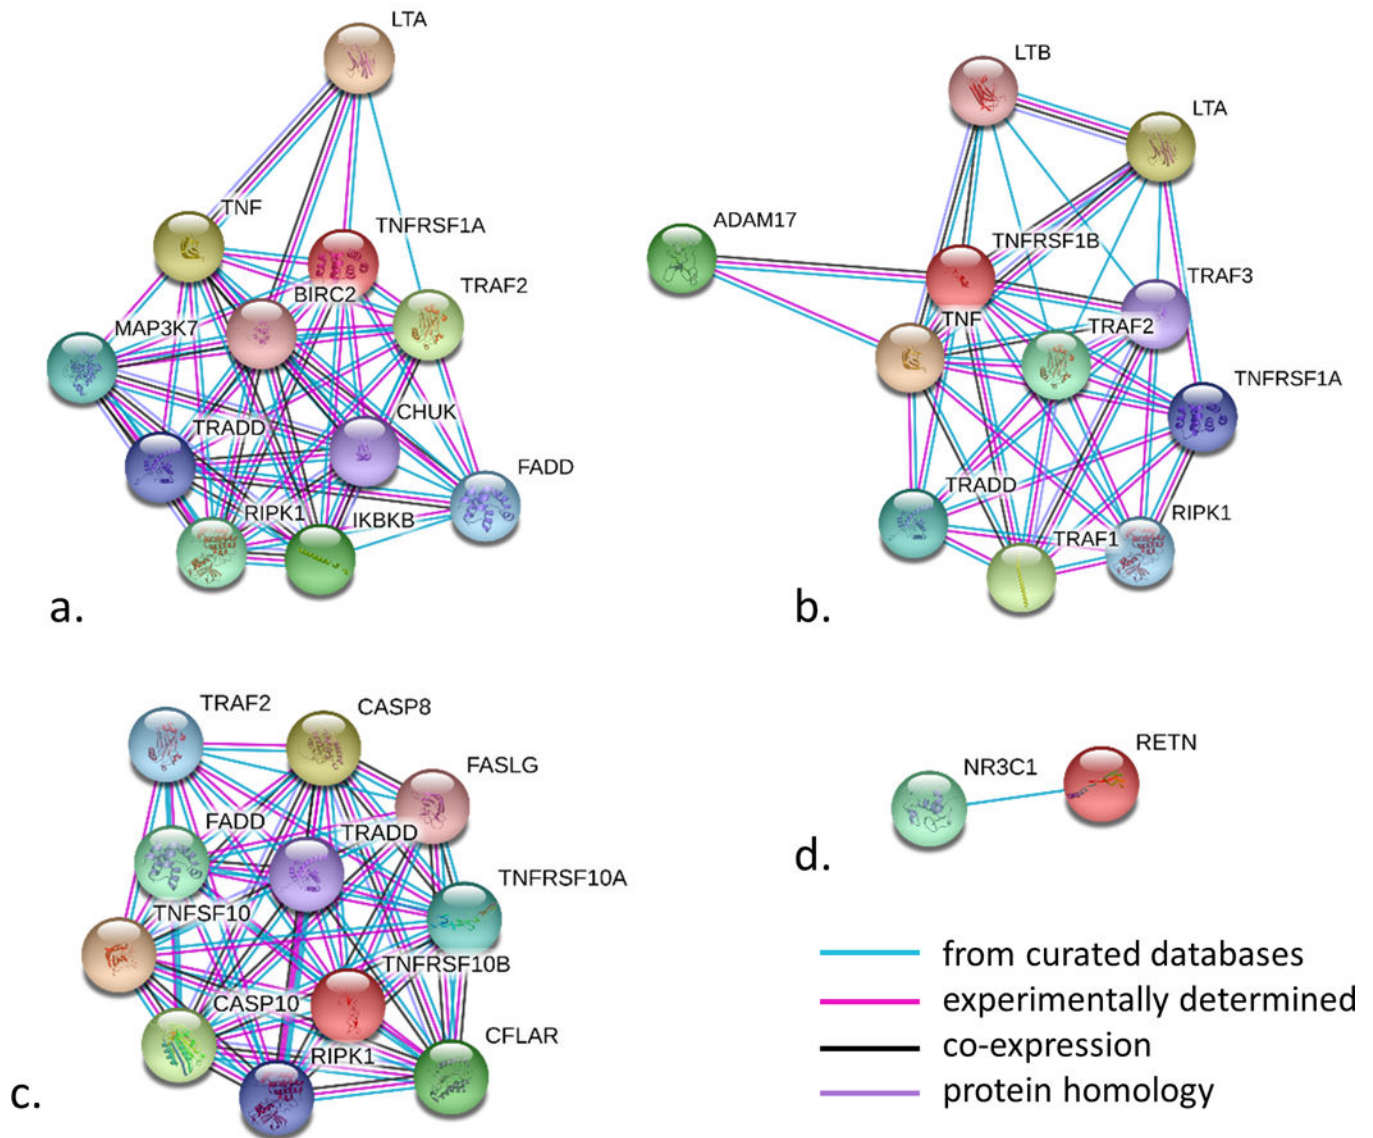 LTA
TNF
TNFRSF1A
BIRC2
TRAF2
MAP3K7
CHUK
TRADD
FADD
RIPK1
IKBKB
a.
LTB
LTA
ADAM17
TNFRSF1B
TRAF3
TNF
TRAF2
TNFRSF1A
TRADD
RIPK1
TRAF1
b.
TRAF2
CASP8
FASLG
FADD
TRADD
TNFRSF10A
TNFSF10
TNFRSF10B
CASP10
CFLAR
RIPK1
c.
NR3C1
RETN
d.
from curated databases
experimentally determined
co-expression
protein homology